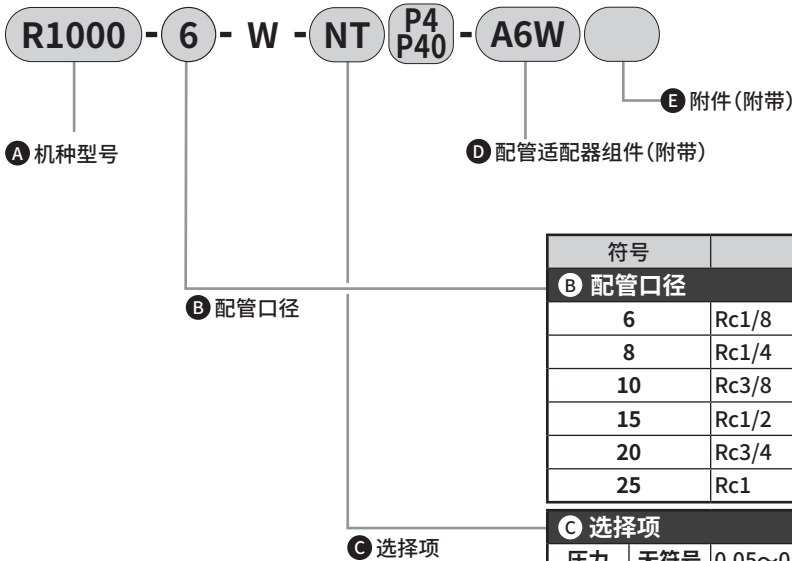 R1000 - 6 - W - NT P4 P40 - A6W
E 附件（附带）
A 机种型号
D 配管适配器组件（附带）
符号
B 配管口径
B 配管口径
6 Rc1/8
8 Rc1/4
10 Rc3/8
15 Rc1/2
20 Rc3/4
25 Rc1
C 选择项
C 选择项